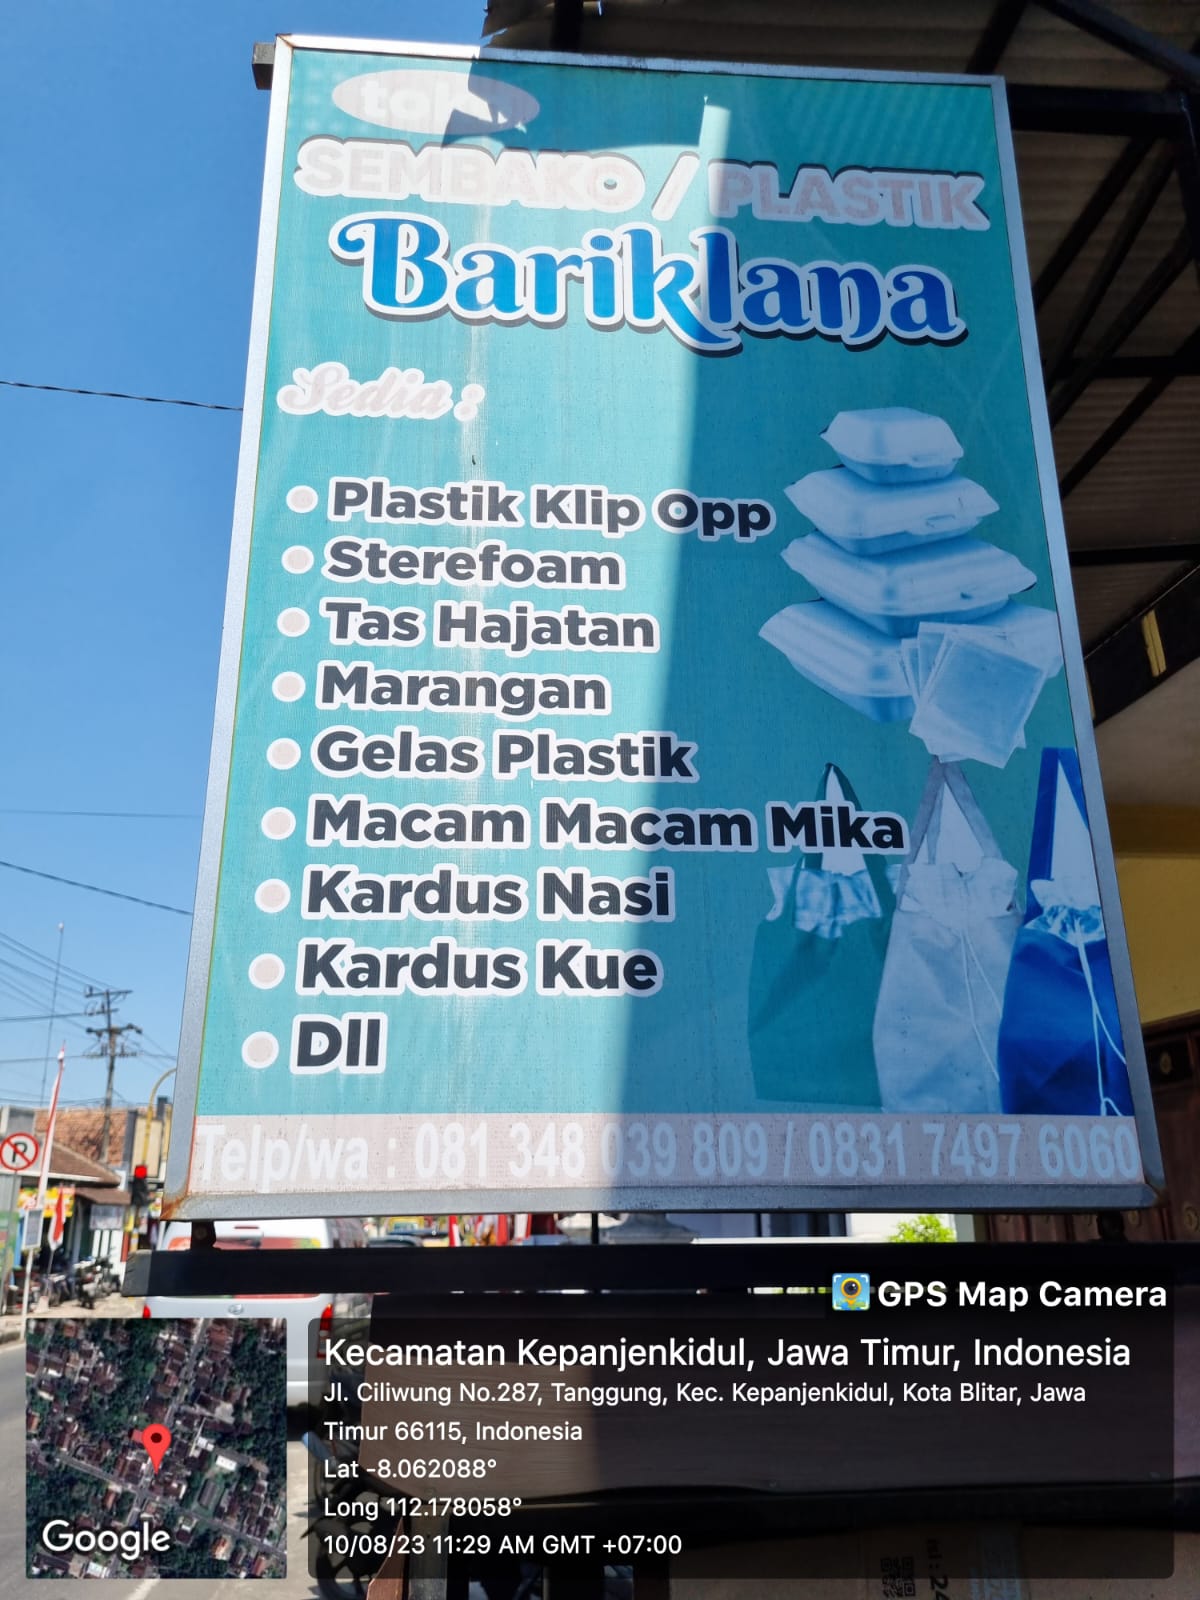 toko
SEMBAKO / PLASTIK
Bariklana
Sedia :
Plastik Klip Opp
Sterefoam
Tas Hajatan
Marangan
Gelas Plastik
Macam Macam Mika
Kardus Nasi
Kardus Kue
Dll
Telp/wa : 081 348 039 809 / 0831 7497 6060
GPS Map Camera
Kecamatan Kepanjenkidul, Jawa Timur, Indonesia
Jl. Ciliwung No.287, Tanggung, Kec. Kepanjenkidul, Kota Blitar, Jawa
Timur 66115, Indonesia
Lat -8.062088°
Long 112.178058°
10/08/23 11:29 AM GMT +07:00
Google